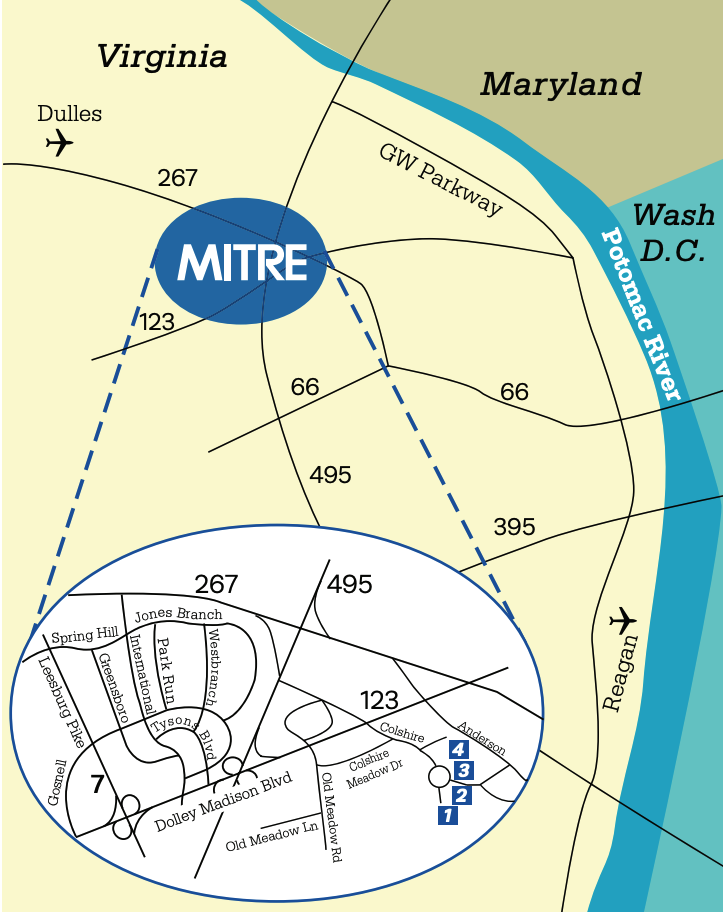 Virginia
Maryland
Dulles
GW Parkway
267
Wash
D.C.
MITRE
Potomac River
123
66
66
495
395
267
495
Jones Branch
Spring Hill
Leesburg Pike
Greensboro
International
Park Run
Westbranch
Reagan
123
Tysons Blvd
Colshire
Anderson
4
Colshire
Meadow Dr
3
Gosnell
7
2
1
Dolley Madison Blvd
Old Meadow Rd
Old Meadow Ln